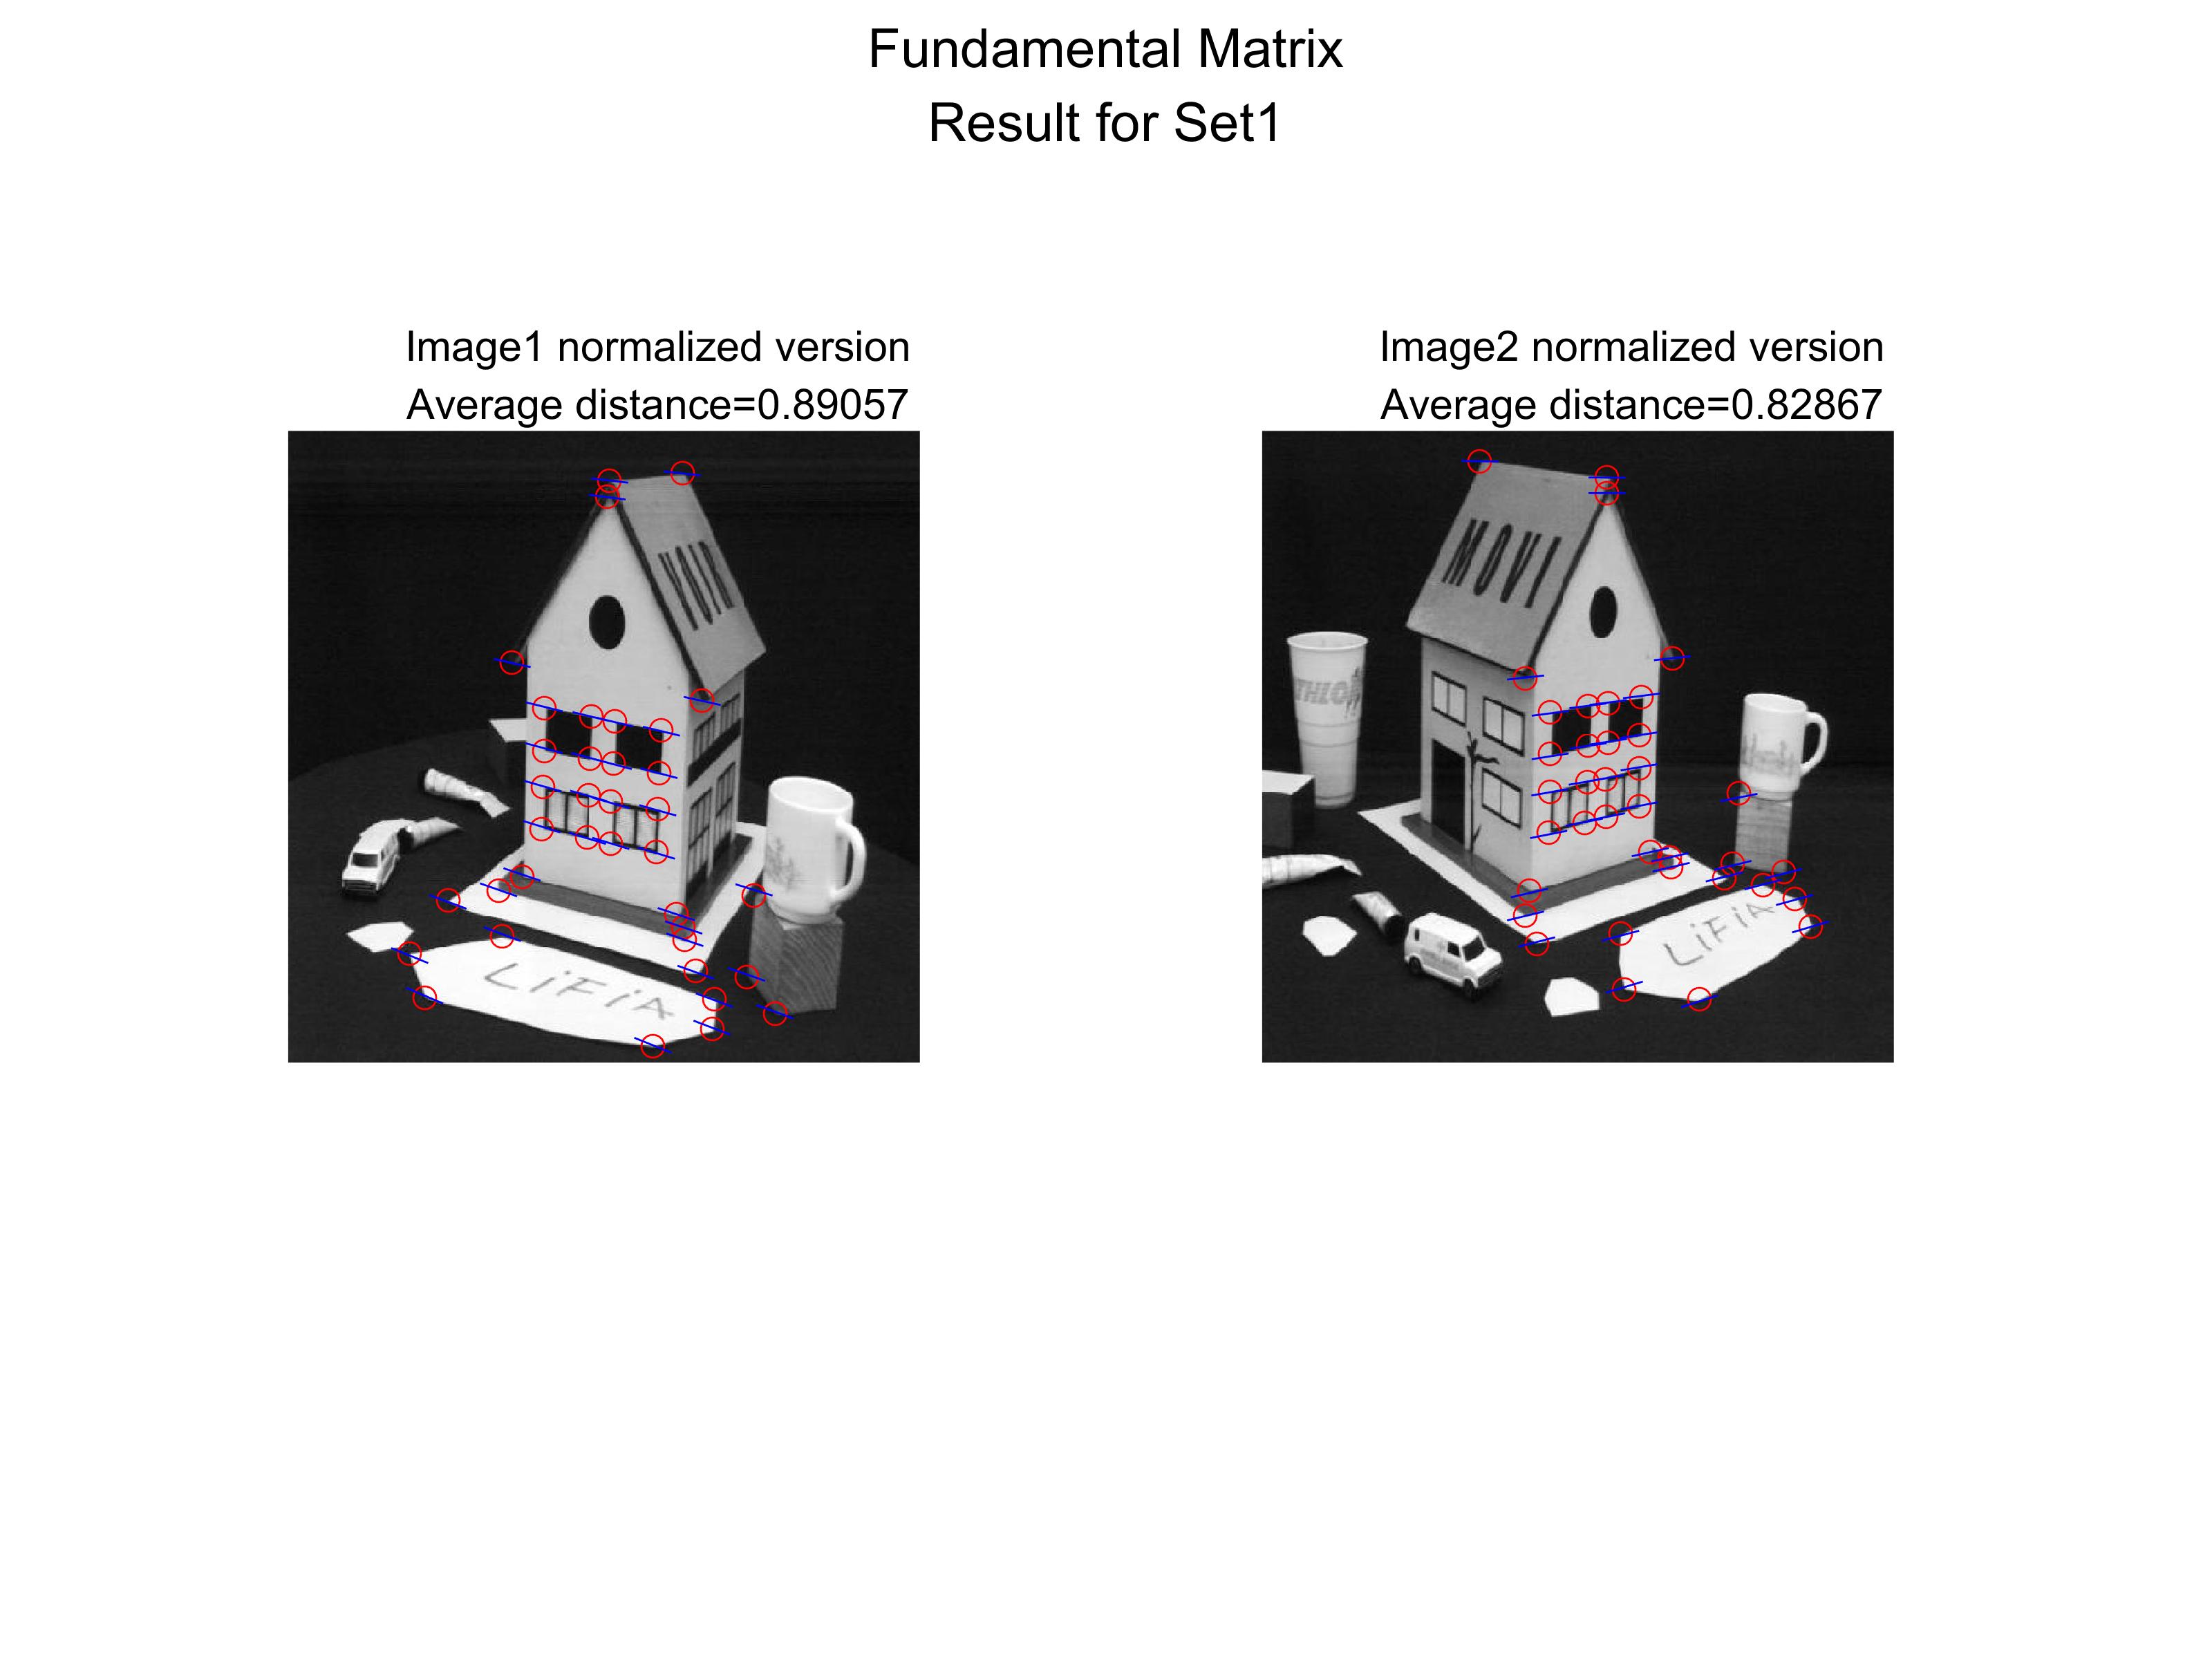 Fundamental Matrix
Result for Set1
Image1 normalized version
Average distance=0.89057
Image2 normalized version
Average distance=0.82867
VOIR
LiFiA
MOVI
LiFiA